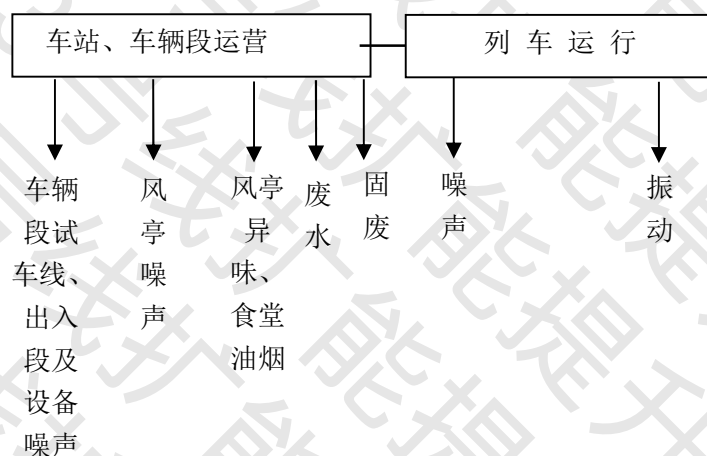 车站、车辆段运营
列车运行
车辆
段试
车线、
出入
段及
设备
噪声
风
亭
噪
声
风亭
异
味、
食堂
油烟
废
水
固
废
噪
声
振
动